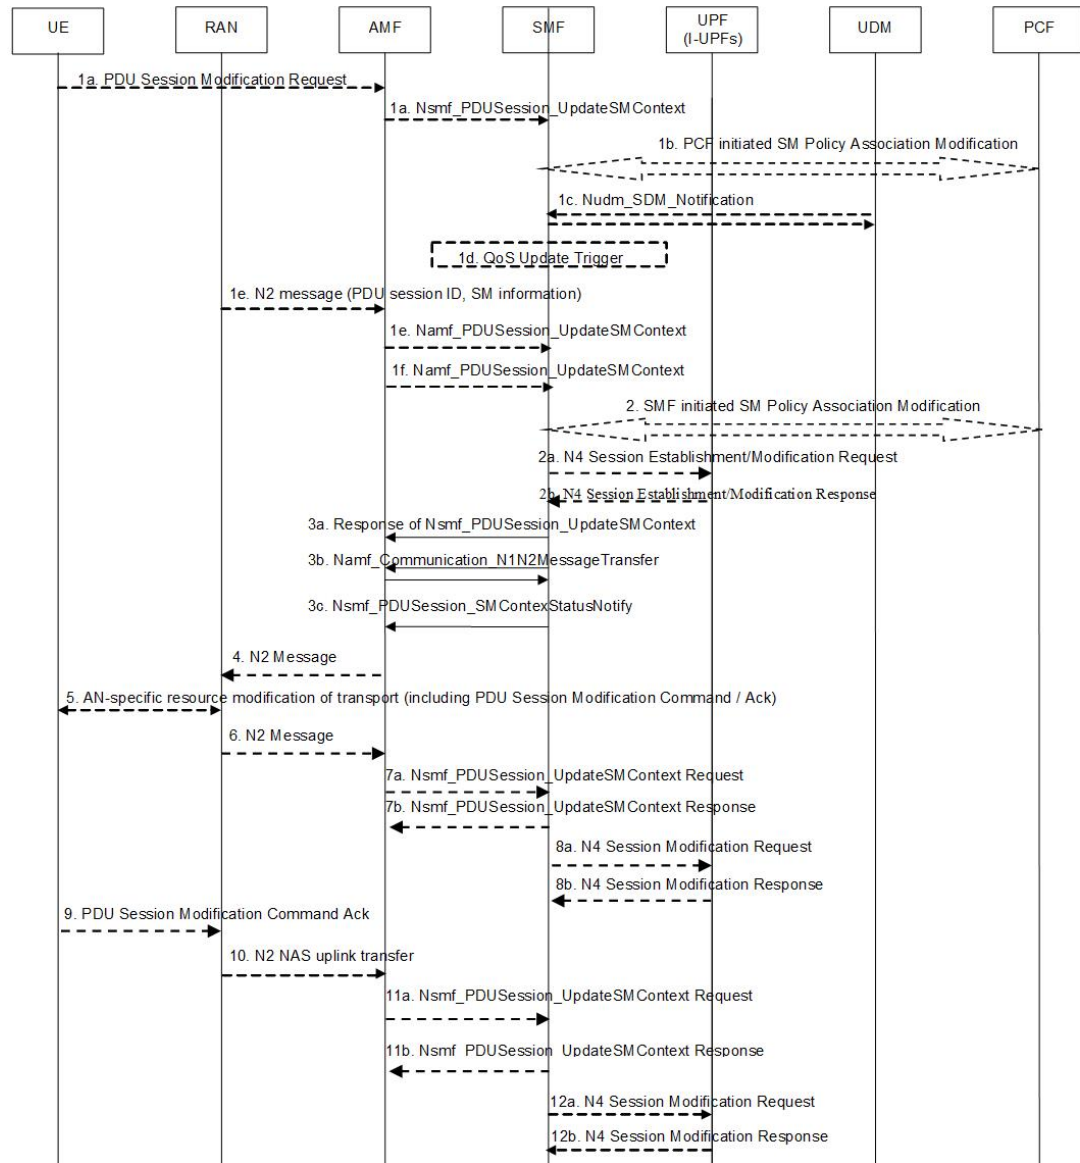 UE
RAN
AMF
SMF
UPF
(I-UPFs)
UDM
PCF
1a. PDU Session Modification Request
1a. Nsmf_PDUSession_UpdateSMContext
1b. PCF initiated SM Policy Association Modification
1c. Nudm_SDM_Notification
1d. QoS Update Trigger
1e. N2 message (PDU session ID, SM information)
1e. Namf_PDUSession_UpdateSMContext
1f. Namf_PDUSession_UpdateSMContext
2. SMF initiated SM Policy Association Modification
2a. N4 Session Establishment/Modification Request
2b. N4 Session Establishment/Modification Response
3a. Response of Nsmf_PDUSession_UpdateSMContext
3b. Namf_Communication_N1N2MessageTransfer
3c. Nsmf_PDUSession_SMContexStatusNotify
4. N2 Message
5. AN-specific resource modification of transport (including PDU Session Modification Command / Ack)
6. N2 Message
7a. Nsmf_PDUSession_UpdateSMContext Request
7b. Nsmf_PDUSession_UpdateSMContext Response
8a. N4 Session Modification Request
8b. N4 Session Modification Response
9. PDU Session Modification Command Ack
10. N2 NAS uplink transfer
11a. Nsmf_PDUSession_UpdateSMContext Request
11b. Nsmf PDUSession UpdateSMContext Response
12a. N4 Session Modification Request
12b. N4 Session Modification Response